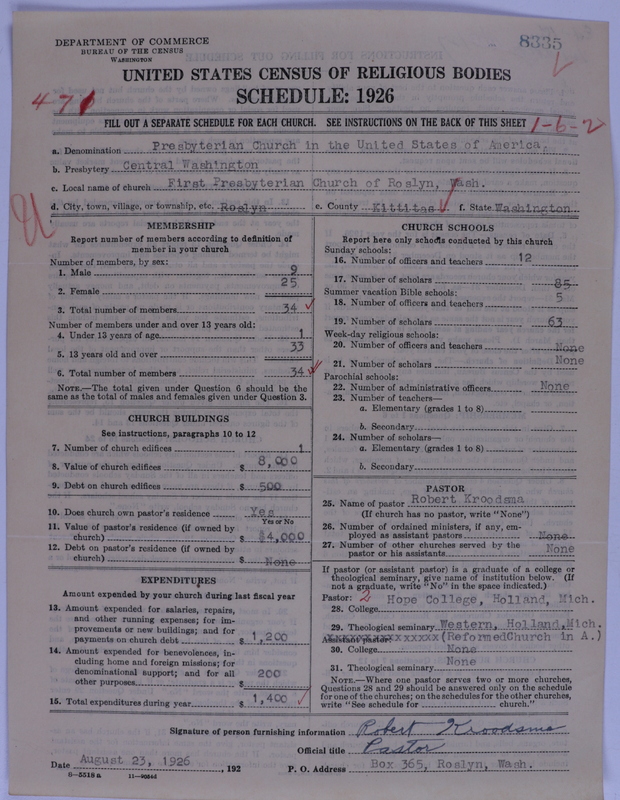 DEPARTMENT OF COMMERCE
BUREAU OF THE CENSUS
WASHINGTON
8335
UNITED STATES CENSUS OF RELIGIOUS BODIES
SCHEDULE: 1926
471
FILL OUT A SEPARATE SCHEDULE FOR EACH CHURCH. SEE INSTRUCTIONS ON THE BACK OF THIS SHEET
1-6-2
a. Denomination Presbyterian Church in the United States of America.
b. Presbytery Central Washington
c. Local name of church First Presbyterian Church of Roslyn, Wash.
d. City, town, village, or township, etc. Roslyn e. County Kittitas f. State Washington
MEMBERSHIP
Report number of members according to definition of
member in your church
Number of members, by sex:
1. Male 9
2. Female 25
3. Total number of members 34
Number of members under and over 13 years old:
4. Under 13 years of age 1
5. 13 years old and over 33
6. Total number of members 34
NOTE.—The total given under Question 6 should be the
same as the total of males and females given under Question 3.
CHURCH BUILDINGS
See instructions, paragraphs 10 to 12
7. Number of church edifices 1
8. Value of church edifices $ 8,000
9. Debt on church edifices $ 500
10. Does church own pastor's residence Yes
Yes or No
11. Value of pastor's residence (if owned by
church) $ $4,000
12. Debt on pastor's residence (if owned by
church) $ None
EXPENDITURES
Amount expended by your church during last fiscal year
13. Amount expended for salaries, repairs,
and other running expenses; for im-
provements or new buildings; and for
payments on church debt $ 1,200
14. Amount expended for benevolences, in-
cluding home and foreign missions; for
denominational support; and for all
other purposes $ 200
15. Total expenditures during year $ 1,400
CHURCH SCHOOLS
Report here only schools conducted by this church
Sunday schools:
16. Number of officers and teachers 12
17. Number of scholars 85
Summer vacation Bible schools:
18. Number of officers and teachers 5
19. Number of scholars 63
Week-day religious schools:
20. Number of officers and teachers None
21. Number of scholars None
Parochial schools:
22. Number of administrative officers None
23. Number of teachers—
a. Elementary (grades 1 to 8)
b. Secondary
24. Number of scholars—
a. Elementary (grades 1 to 8)
b. Secondary
PASTOR
25. Name of pastor Robert Kroodsma
(If church has no pastor, write "None")
26. Number of ordained ministers, if any, em-
ployed as assistant pastors None
27. Number of other churches served by the
pastor or his assistants None
If pastor (or assistant pastor) is a graduate of a college or
theological seminary, give name of institution below. (If
not a graduate, write "No" in the space indicated.)
Pastor: 2
28. College Hope College, Holland, Mich.
29. Theological seminary Western, Holland, Mich.
Assistant pastor: xxxxxxxxxxxxxxxx (ReformedChurch in A.)
30. College None
31. Theological seminary None
NOTE.—Where one pastor serves two or more churches,
Questions 28 and 29 should be answered only on the schedule
for one of the churches; on the schedules for the other churches,
write "See schedule for church."
Signature of person furnishing information Robert Kroodsma
Official title Pastor
Date August 23, 1926, 192 P. O. Address Box 365, Roslyn, Wash.